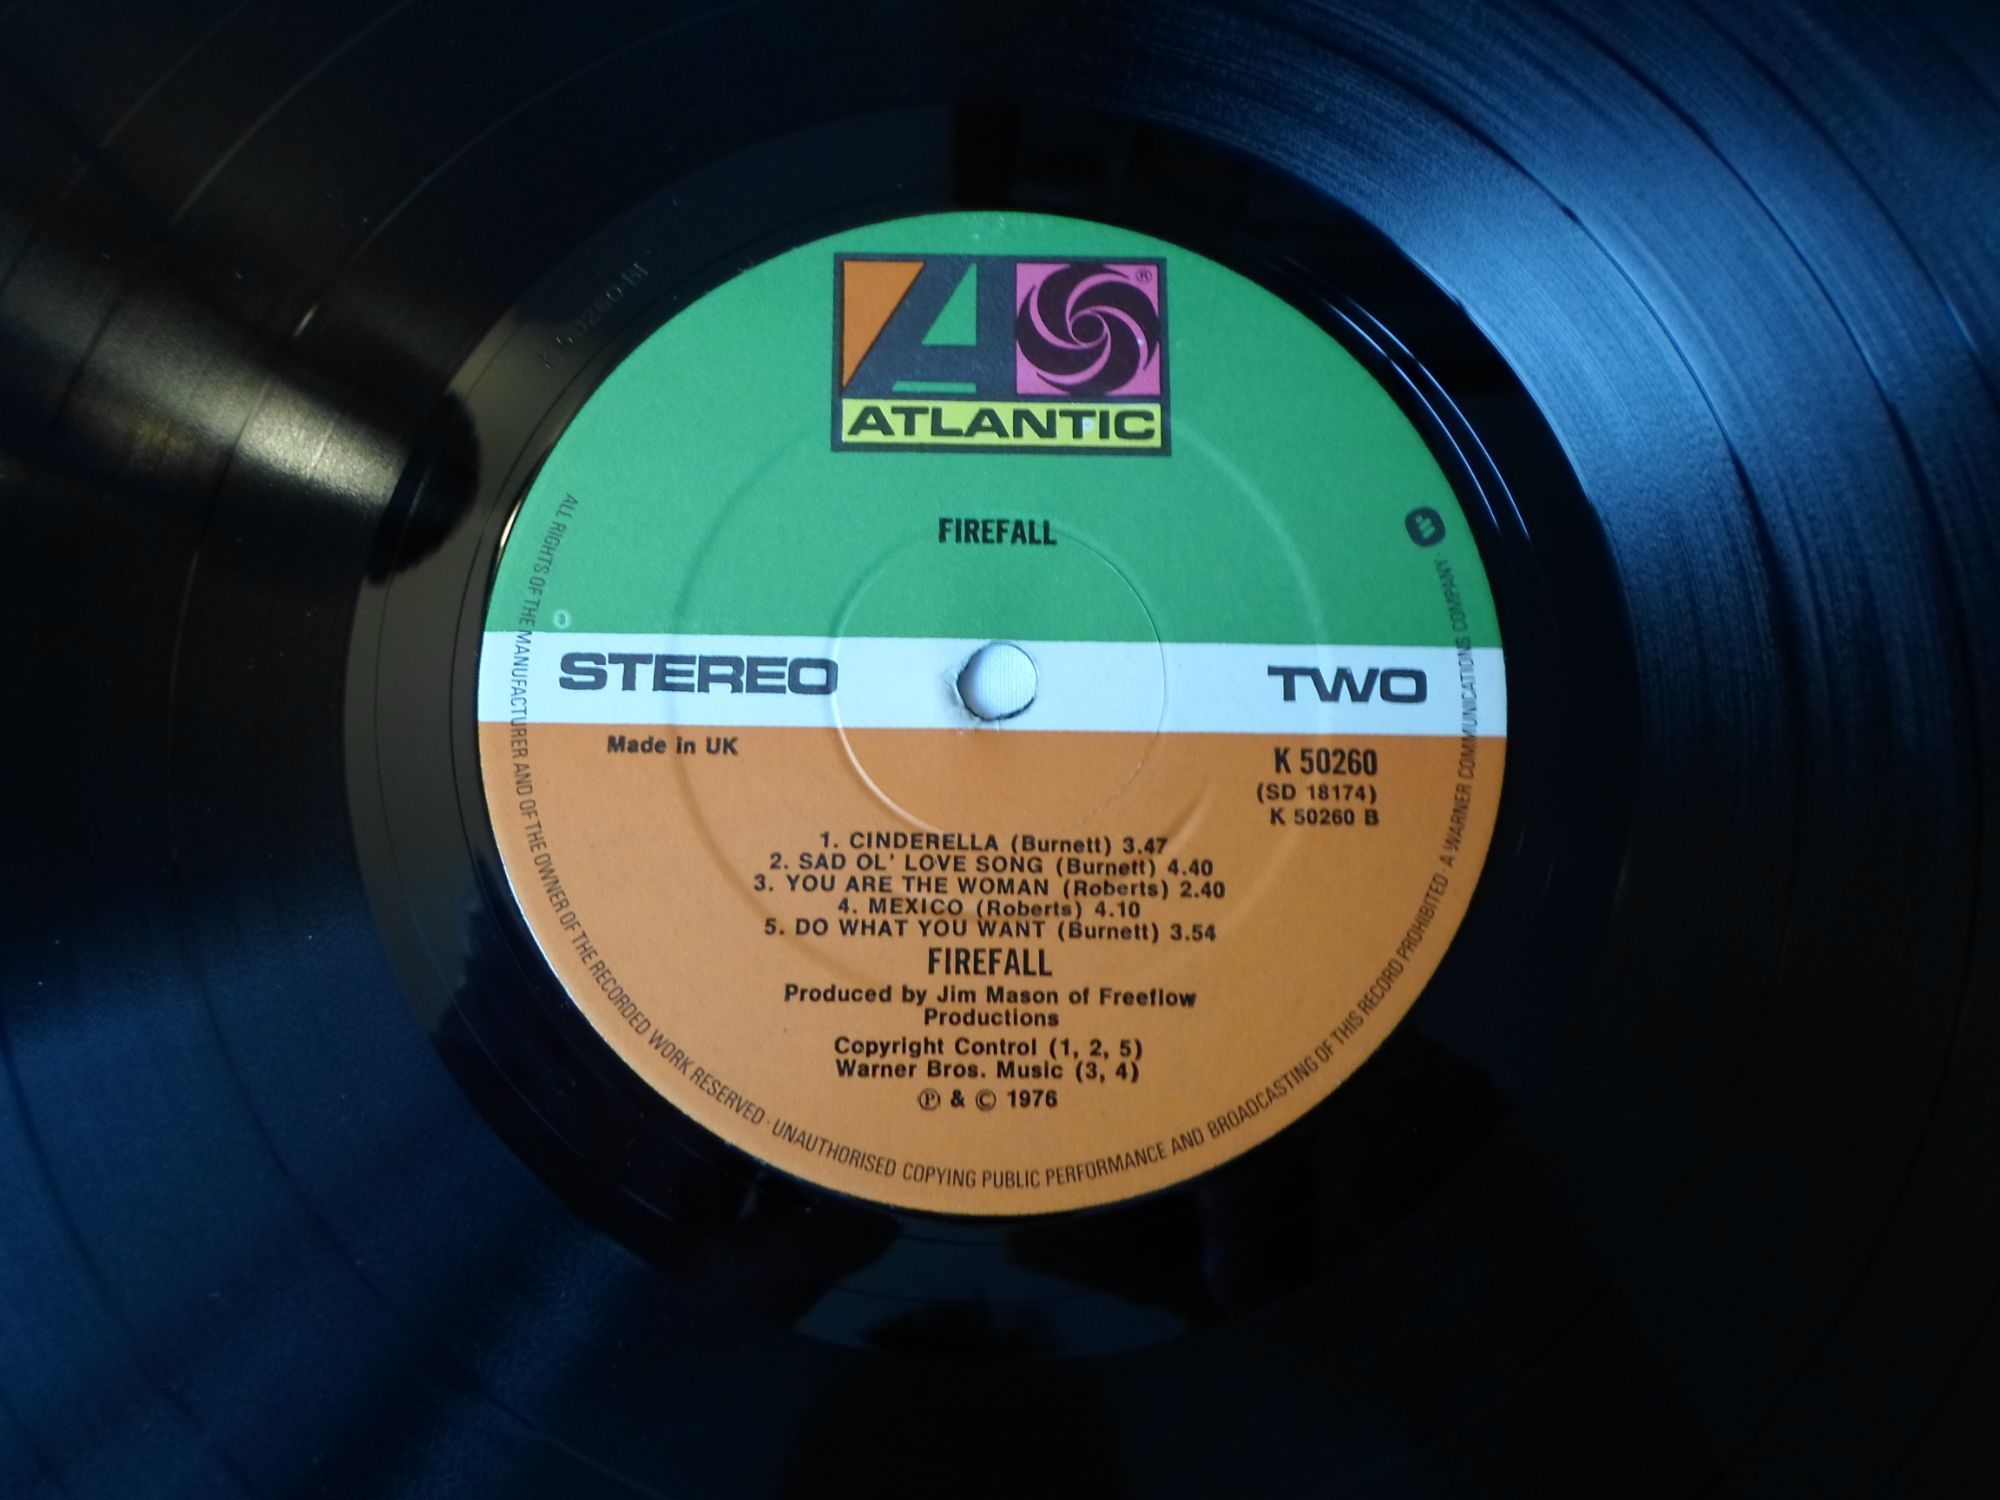 K 50260 B1
A
®
ATLANTIC
FIREFALL
STEREO
TWO
Made in UK
K 50260
(SD 18174)
K 50260 B
1. CINDERELLA (Burnett) 3.47
2. SAD OL' LOVE SONG (Burnett) 4.40
3. YOU ARE THE WOMAN (Roberts) 2.40
4. MEXICO (Roberts) 4.10
5. DO WHAT YOU WANT (Burnett) 3.54
FIREFALL
Produced by Jim Mason of Freeflow
Productions
Copyright Control (1, 2, 5)
Warner Bros. Music (3, 4)
℗ & © 1976
ALL RIGHTS OF THE MANUFACTURER AND OF THE OWNER OF THE RECORDED WORK RESERVED · UNAUTHORISED COPYING PUBLIC PERFORMANCE AND BROADCASTING OF THIS RECORD PROHIBITED · A WARNER COMMUNICATIONS COMPANY ·